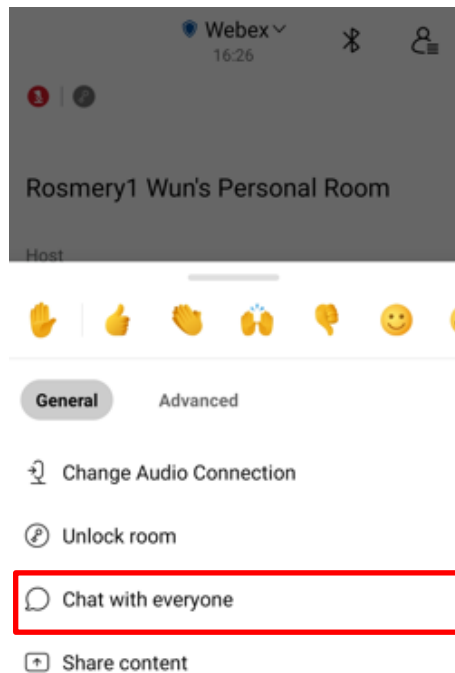 Webex
16:26
Rosmery1 Wun's Personal Room
Host
General
Advanced
Change Audio Connection
Unlock room
Chat with everyone
Share content